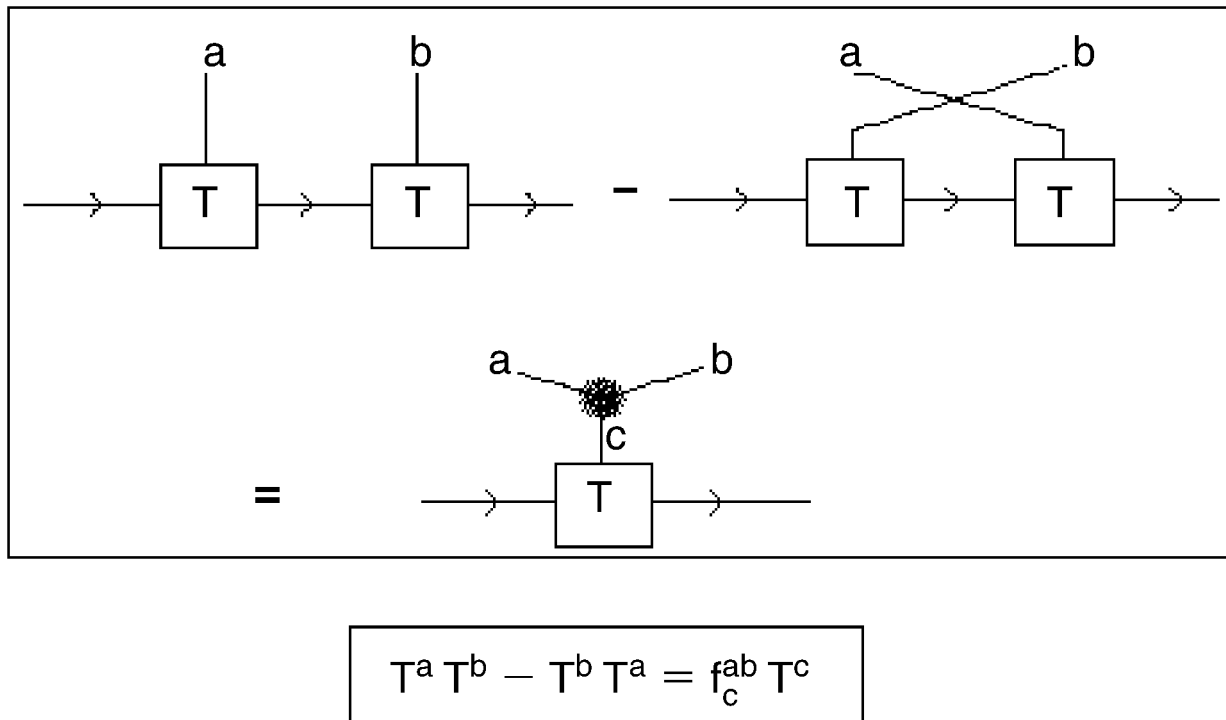 a b a b
T T - T T
a b
c
= T
T^a T^b − T^b T^a = f_c^{ab} T^c